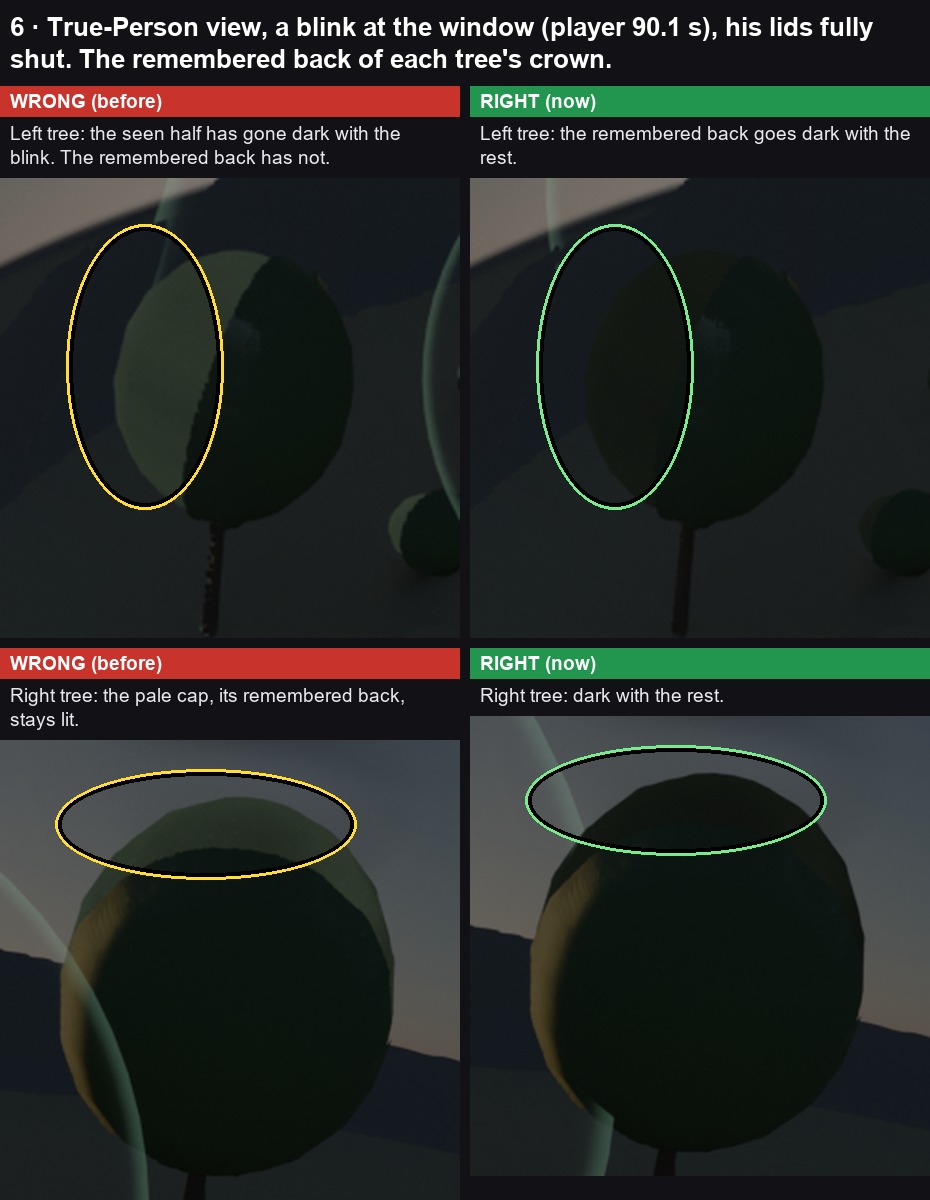 6 · True-Person view, a blink at the window (player 90.1 s), his lids fully
shut. The remembered back of each tree's crown.
WRONG (before)
Left tree: the seen half has gone dark with the
blink. The remembered back has not.
RIGHT (now)
Left tree: the remembered back goes dark with the
rest.
WRONG (before)
Right tree: the pale cap, its remembered back,
stays lit.
RIGHT (now)
Right tree: dark with the rest.